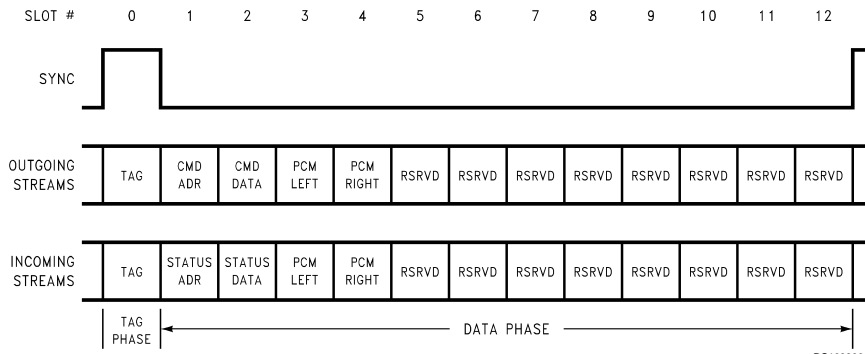 SLOT # 0 1 2 3 4 5 6 7 8 9 10 11 12
SYNC
OUTGOING STREAMS
TAG
CMD ADR
CMD DATA
PCM LEFT
PCM RIGHT
RSRVD RSRVD RSRVD RSRVD RSRVD RSRVD RSRVD RSRVD
INCOMING STREAMS
TAG
STATUS ADR
STATUS DATA
PCM LEFT
PCM RIGHT
RSRVD RSRVD RSRVD RSRVD RSRVD RSRVD RSRVD RSRVD
TAG PHASE
DATA PHASE